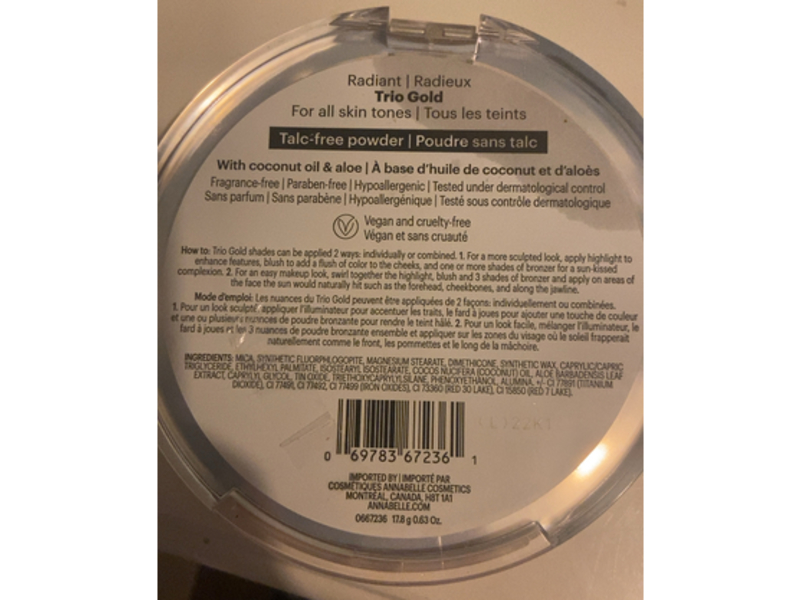 Radiant | Radieux
Trio Gold
For all skin tones | Tous les teints
Talc-free powder | Poudre sans talc
With coconut oil & aloe | À base d'huile de coconut et d'aloès
Fragrance-free | Paraben-free | Hypoallergenic | Tested under dermatological control
Sans parfum | Sans parabène | Hypoallergénique | Testé sous contrôle dermatologique
Vegan and cruelty-free
Végan et sans cruauté
How to: Trio Gold shades can be applied 2 ways: individually or combined. 1. For a more sculpted look, apply highlight to
enhance features, blush to add a flush of color to the cheeks, and one or more shades of bronzer for a sun-kissed
complexion. 2. For an easy makeup look, swirl together the highlight, blush and 3 shades of bronzer and apply on areas of
the face the sun would naturally hit such as the forehead, cheekbones, and along the jawline.
Mode d'emploi: Les nuances du Trio Gold peuvent être appliquées de 2 façons: individuellement ou combinées.
1. Pour un look sculpté, appliquer l'illuminateur pour accentuer les traits, le fard à joues pour ajouter une touche de couleur
et une ou plusieurs nuances de poudre bronzante pour rendre le teint hâlé. 2. Pour un look facile, mélanger l'illuminateur, le
fard à joues et les 3 nuances de poudre bronzante ensemble et appliquer sur les zones du visage où le soleil frapperait
naturellement comme le front, les pommettes et le long de la mâchoire.
INGREDIENTS: MICA, SYNTHETIC FLUORPHLOGOPITE, MAGNESIUM STEARATE, DIMETHICONE, SYNTHETIC WAX, CAPRYLIC/CAPRIC
TRIGLYCERIDE, ETHYLHEXYL PALMITATE, ISOSTEARYL ISOSTEARATE, COCOS NUCIFERA (COCONUT) OIL, ALOE BARBADENSIS LEAF
EXTRACT, CAPRYLYL GLYCOL, TIN OXIDE, TRIETHOXYCAPRYLYLSILANE, PHENOXYETHANOL, ALUMINA, +/- CI 77891 (TITANIUM
DIOXIDE), CI 77491, CI 77492, CI 77499 (IRON OXIDES), CI 73360 (RED 30 LAKE), CI 15850 (RED 7 LAKE).
0 69783 67236 1
IMPORTED BY | IMPORTÉ PAR
COSMÉTIQUES ANNABELLE COSMETICS
MONTRÉAL, CANADA, H8T 1A1
ANNABELLE.COM
0667236 17.8 g 0.63 Oz.